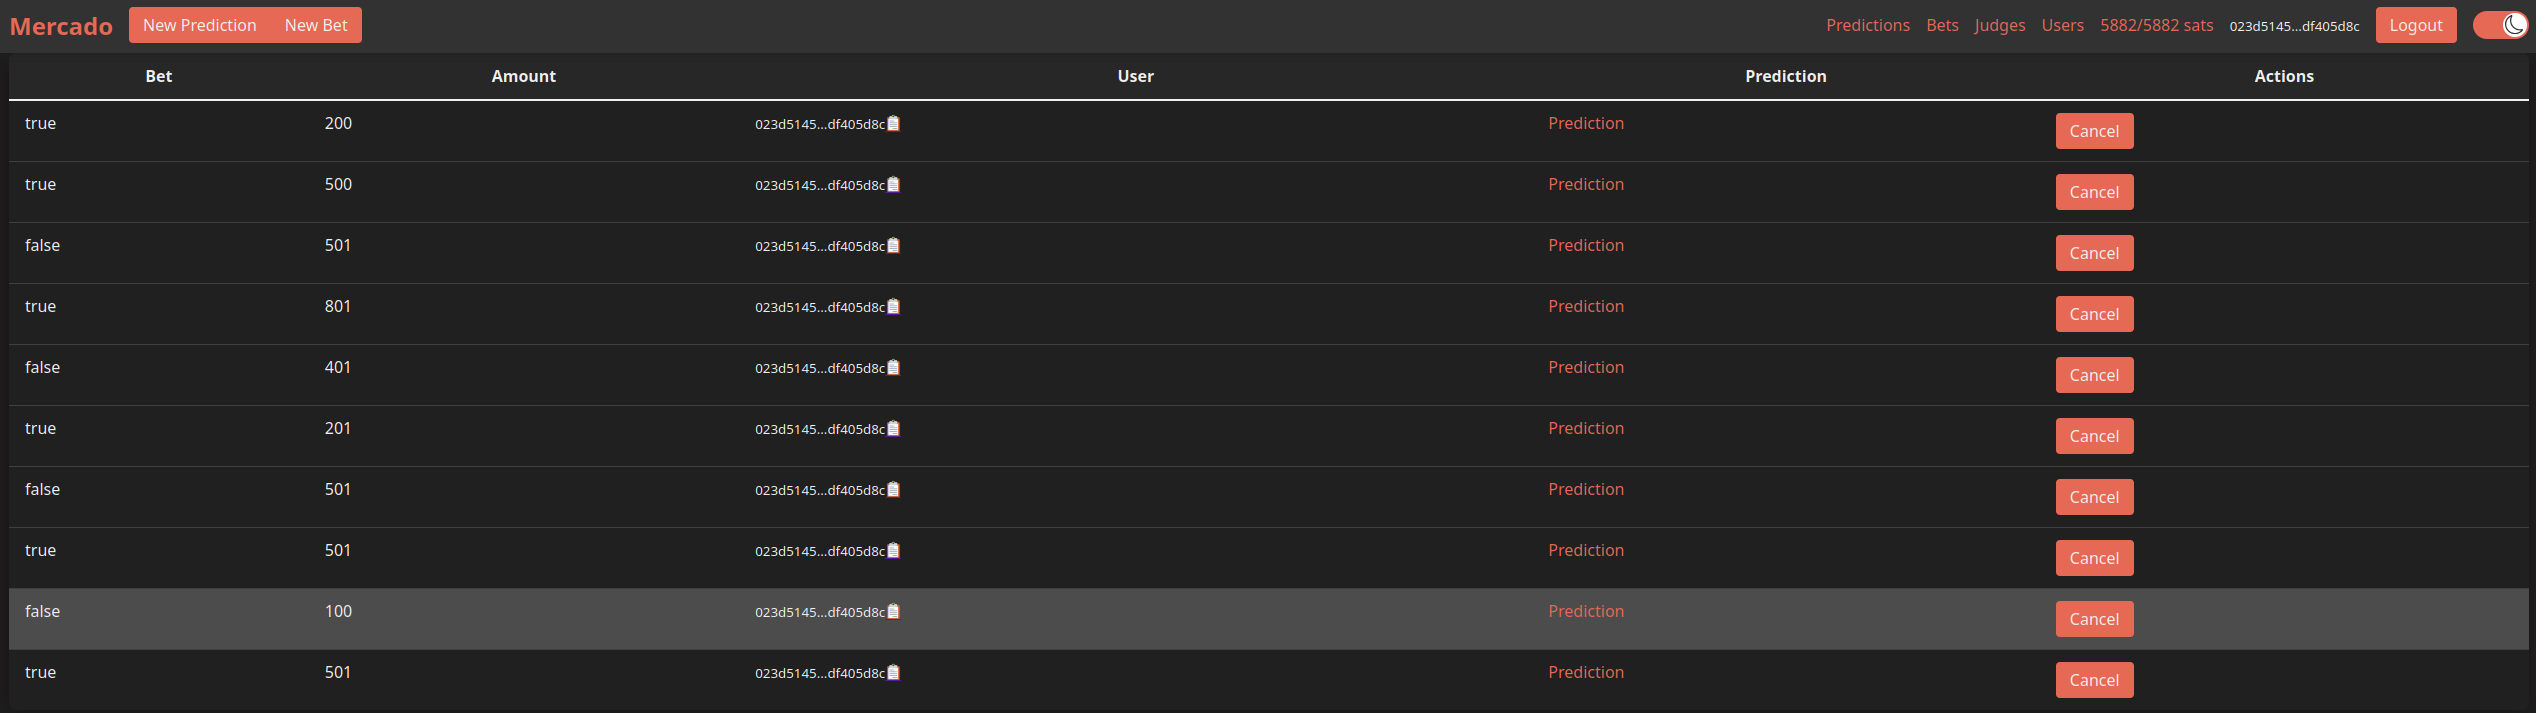 Mercado New Prediction New Bet Predictions Bets Judges Users 5882/5882 sats 023d5145...df405d8c Logout
Bet Amount User Prediction Actions
true 200 023d5145...df405d8c Prediction Cancel
true 500 023d5145...df405d8c Prediction Cancel
false 501 023d5145...df405d8c Prediction Cancel
true 801 023d5145...df405d8c Prediction Cancel
false 401 023d5145...df405d8c Prediction Cancel
true 201 023d5145...df405d8c Prediction Cancel
false 501 023d5145...df405d8c Prediction Cancel
true 501 023d5145...df405d8c Prediction Cancel
false 100 023d5145...df405d8c Prediction Cancel
true 501 023d5145...df405d8c Prediction Cancel